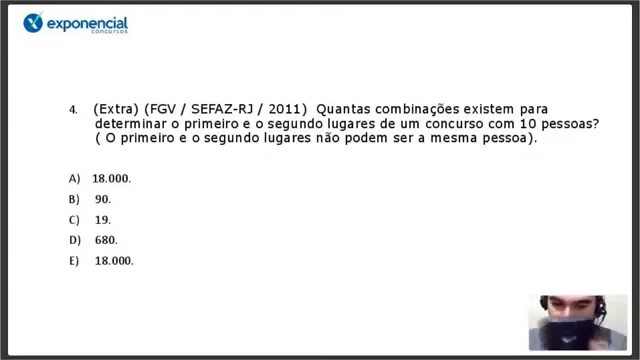 exponencial
concursos
4. (Extra) (FGV / SEFAZ-RJ / 2011) Quantas combinações existem para
determinar o primeiro e o segundo lugares de um concurso com 10 pessoas?
( O primeiro e o segundo lugares não podem ser a mesma pessoa).
A) 18.000.
B) 90.
C) 19.
D) 680.
E) 18.000.